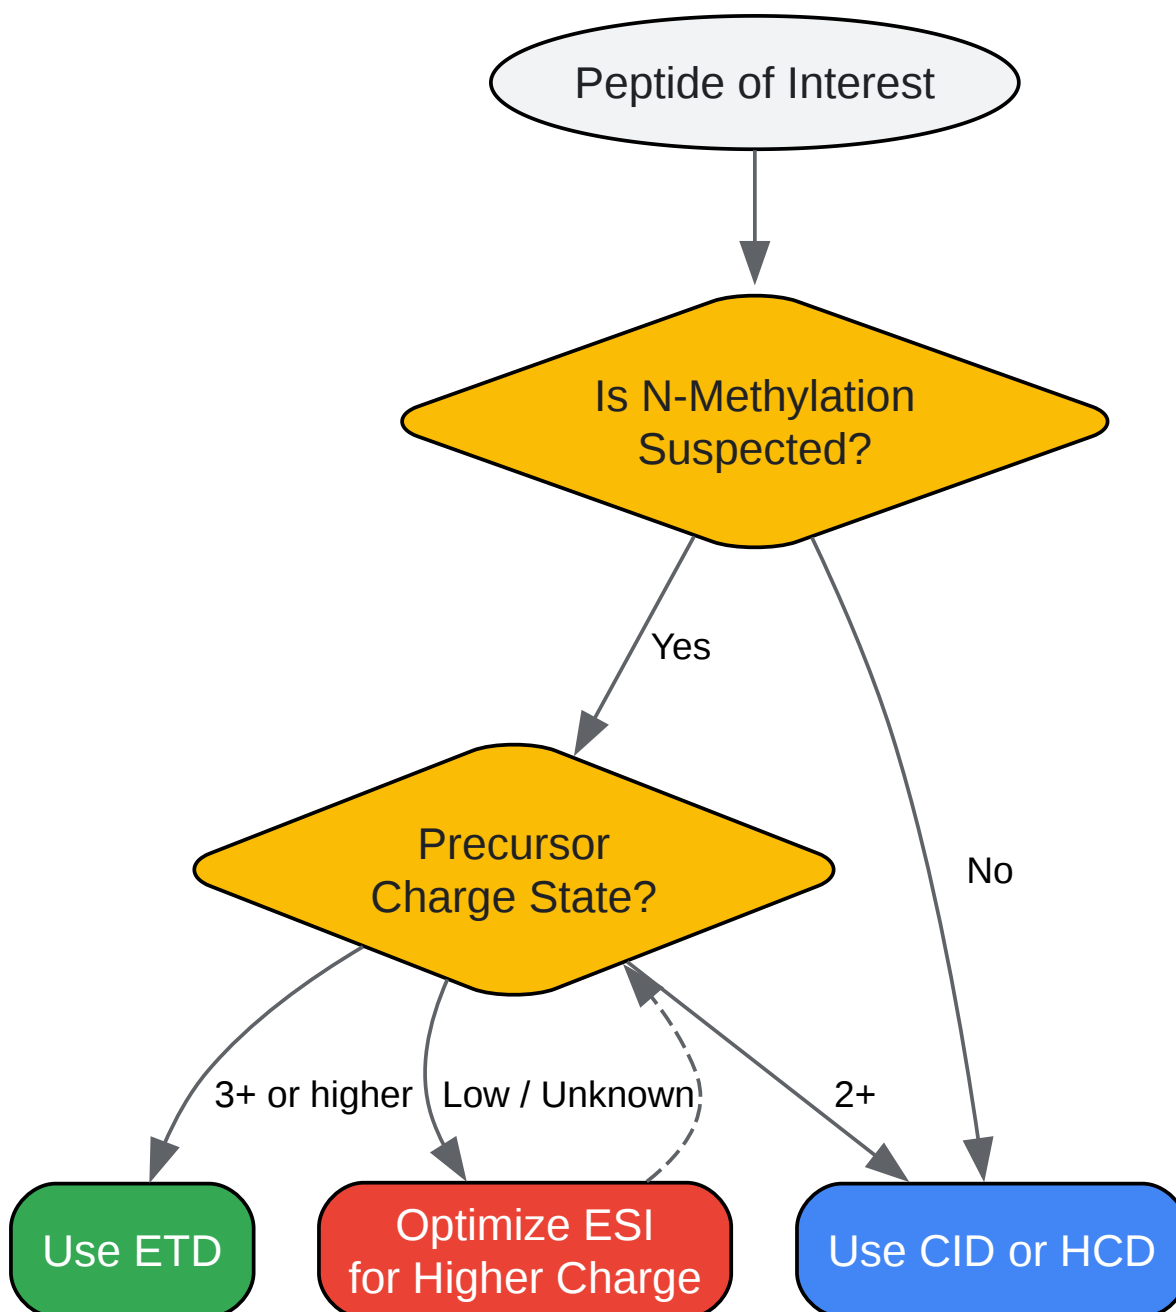 Peptide of Interest
Is N-Methylation
Suspected?
Yes
No
Precursor
Charge State?
3+ or higher
Low / Unknown
2+
Use ETD
Optimize ESI
for Higher Charge
Use CID or HCD